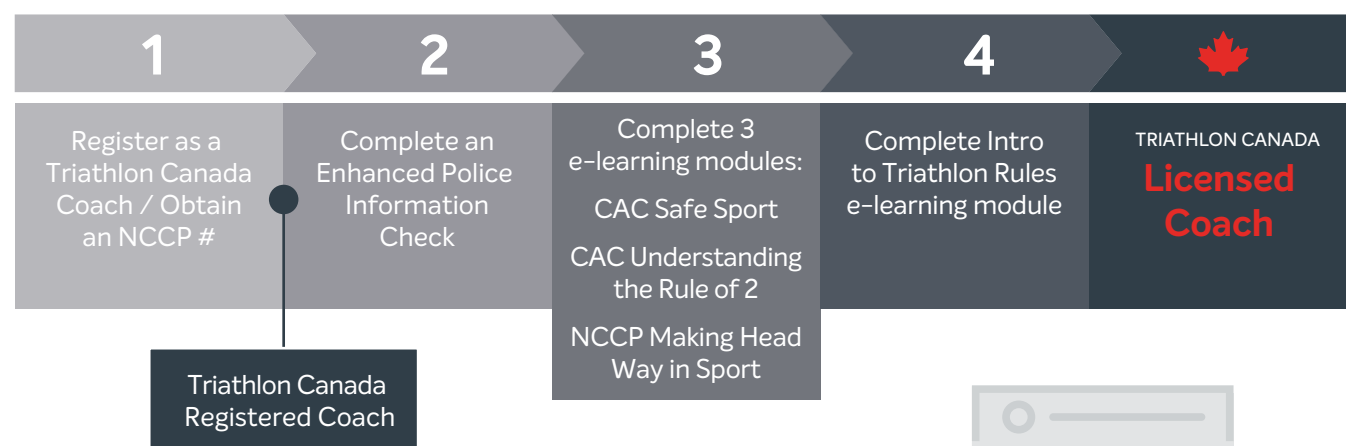 1
2
3
4
Register as a
Triathlon Canada
Coach / Obtain
an NCCP #
Complete an
Enhanced Police
Information
Check
Complete 3
e-learning modules:
CAC Safe Sport
CAC Understanding
the Rule of 2
NCCP Making Head
Way in Sport
Complete Intro
to Triathlon Rules
e-learning module
TRIATHLON CANADA
Licensed
Coach
Triathlon Canada
Registered Coach